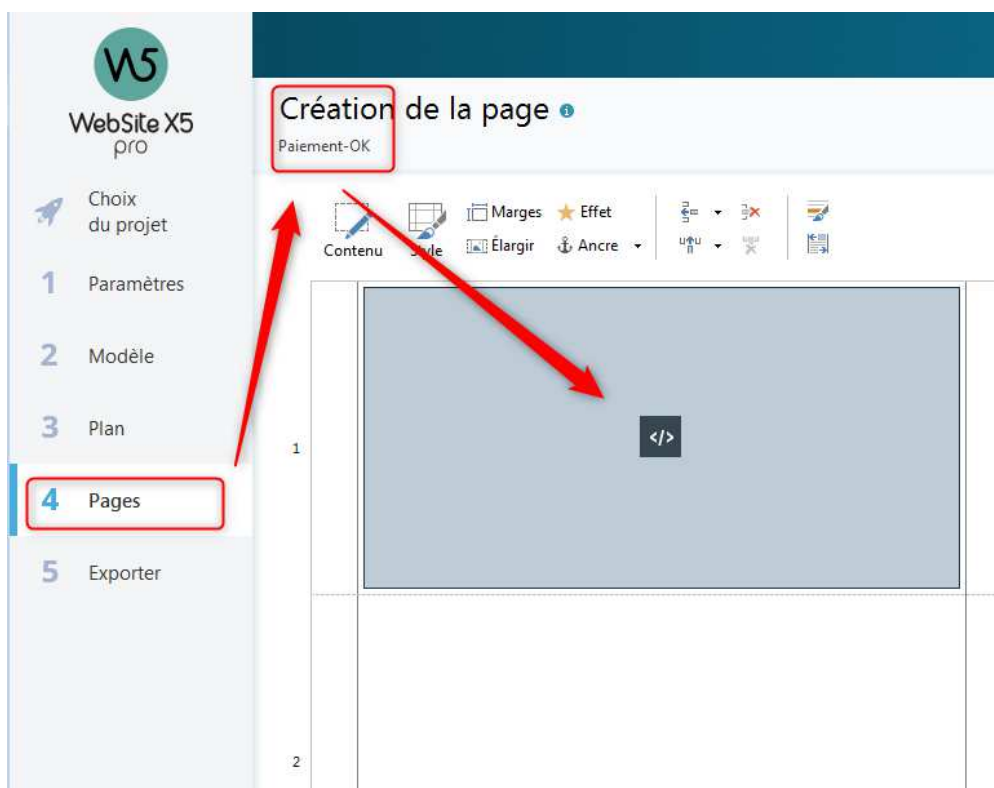 W5
WebSite X5
pro
Choix
du projet
1 Paramètres
2 Modèle
3 Plan
4 Pages
5 Exporter
Création de la page
Paiement-OK
Contenu
Style
Marges
Effet
Élargir
Ancre
</>
1
2